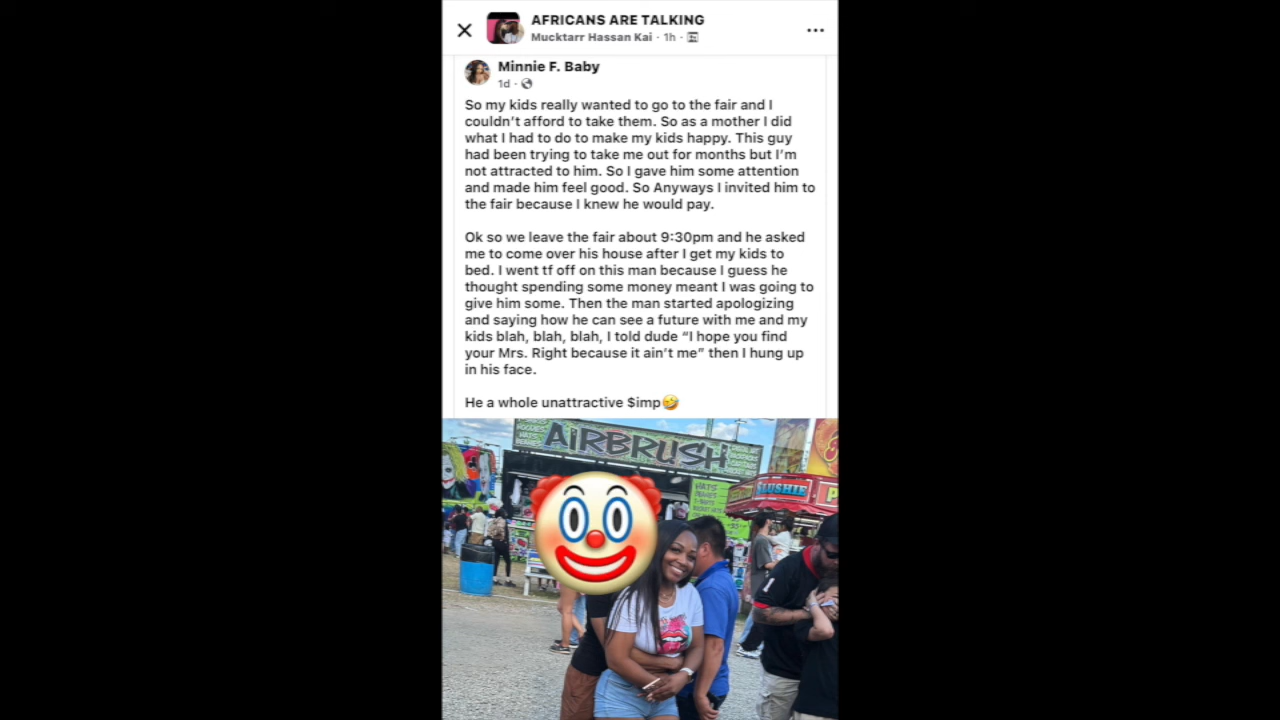 AFRICANS ARE TALKING
Mucktarr Hassan Kai · 1h ·
Minnie F. Baby
1d ·
So my kids really wanted to go to the fair and I
couldn't afford to take them. So as a mother I did
what I had to do to make my kids happy. This guy
had been trying to take me out for months but I'm
not attracted to him. So I gave him some attention
and made him feel good. So Anyways I invited him to
the fair because I knew he would pay.
Ok so we leave the fair about 9:30pm and he asked
me to come over his house after I get my kids to
bed. I went tf off on this man because I guess he
thought spending some money meant I was going to
give him some. Then the man started apologizing
and saying how he can see a future with me and my
kids blah, blah, blah, I told dude “I hope you find
your Mrs. Right because it ain't me” then I hung up
in his face.
He a whole unattractive $imp🤣
AIRBRUSH
HATS
SLUSHIE